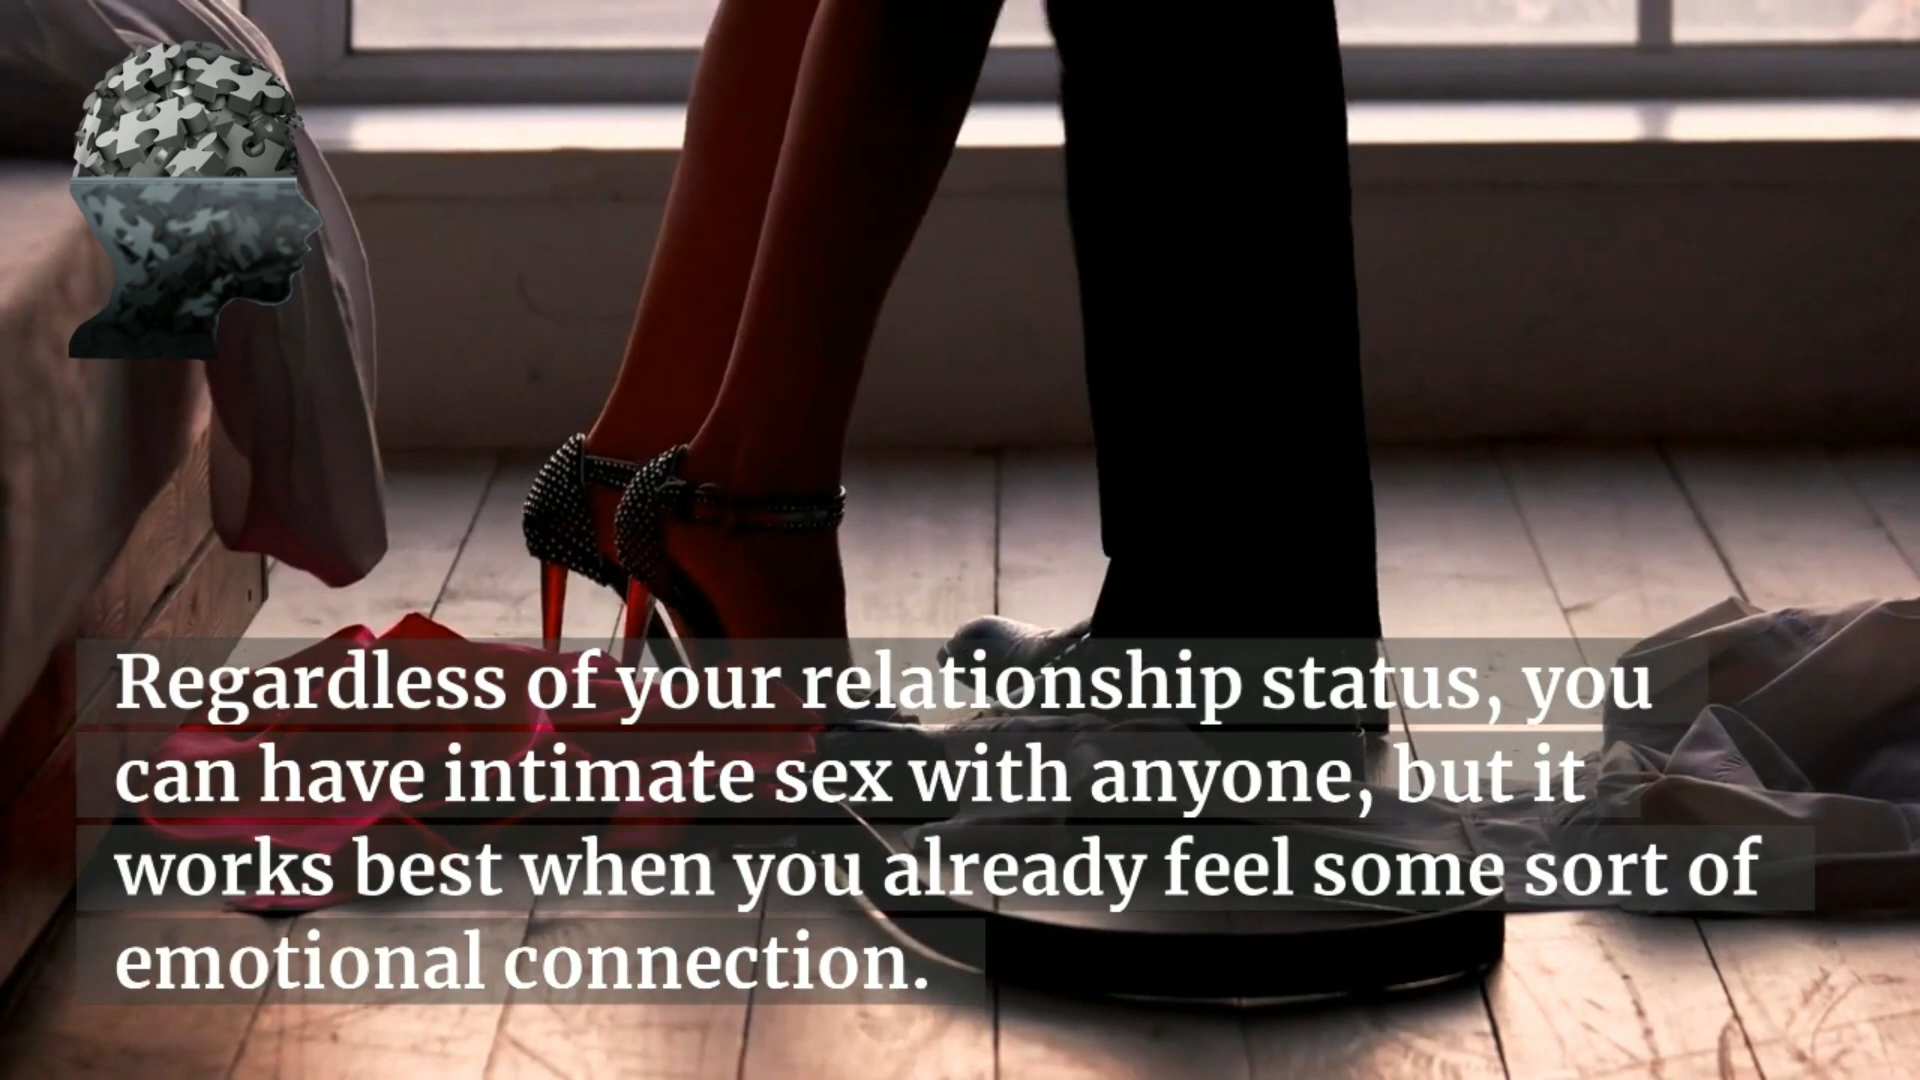 Regardless of your relationship status, you
can have intimate sex with anyone, but it
works best when you already feel some sort of
emotional connection.